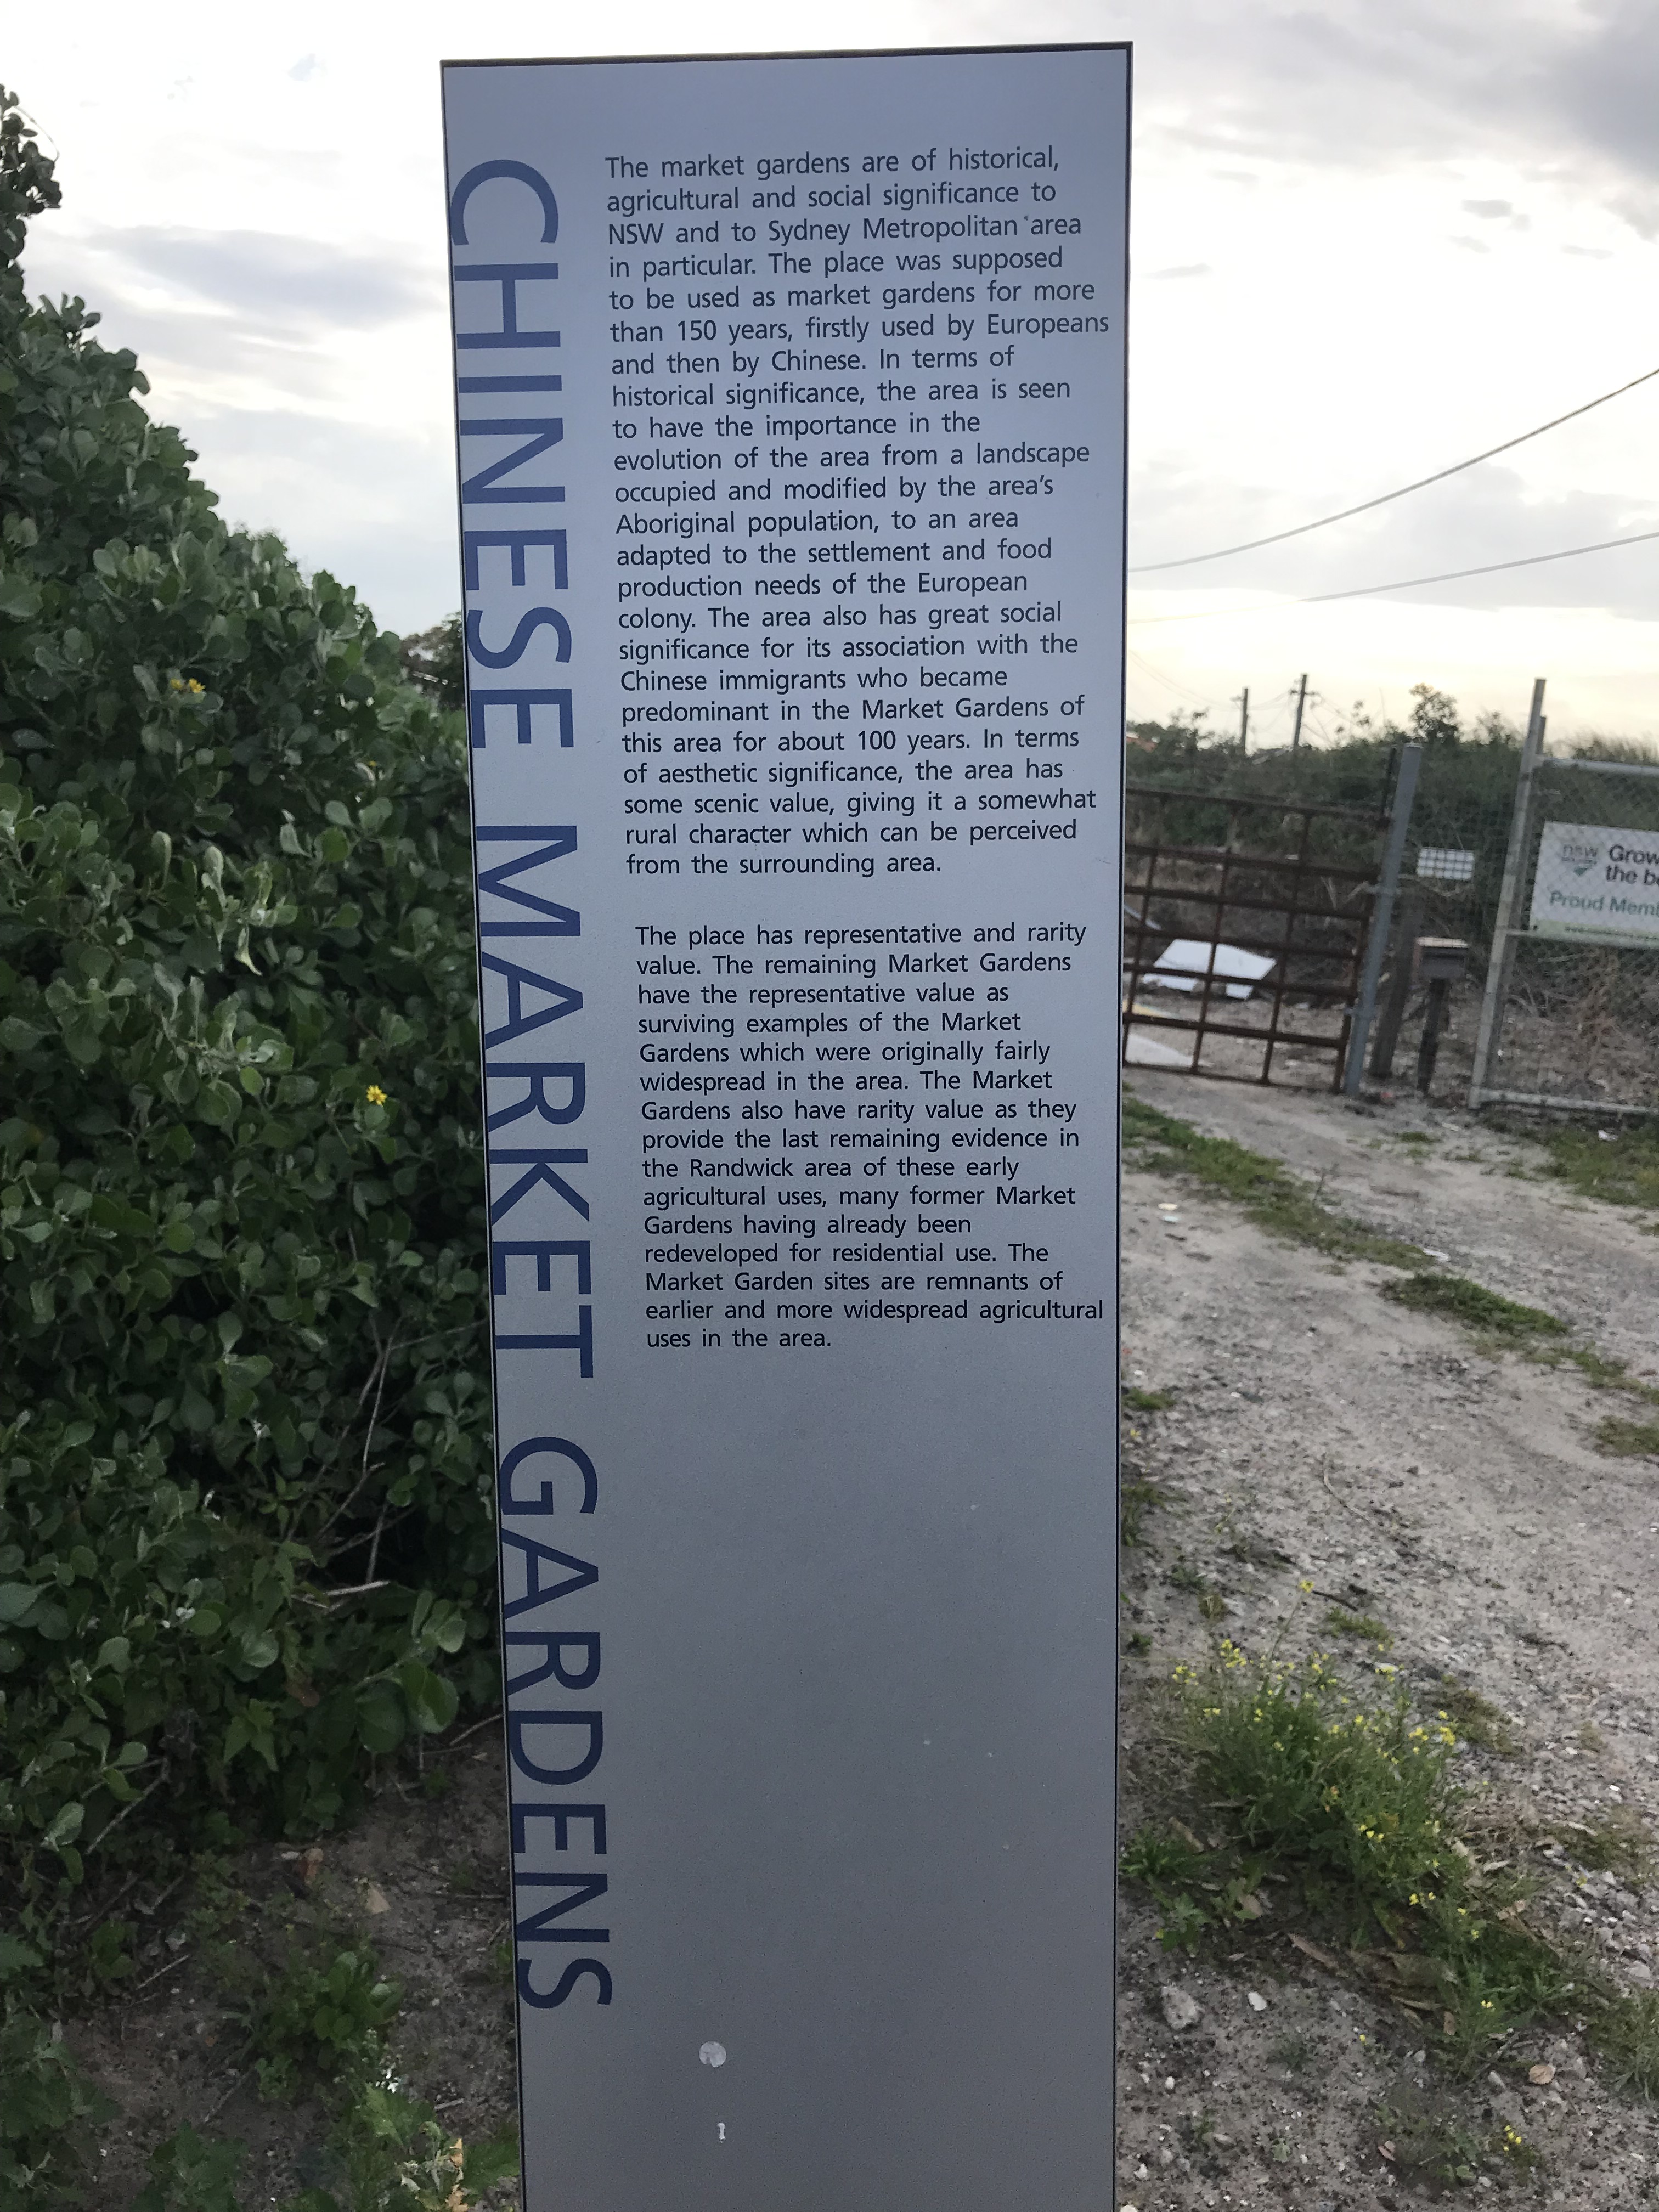 CHINESE MARKET GARDENS
The market gardens are of historical,
agricultural and social significance to
NSW and to Sydney Metropolitan area
in particular. The place was supposed
to be used as market gardens for more
than 150 years, firstly used by Europeans
and then by Chinese. In terms of
historical significance, the area is seen
to have the importance in the
evolution of the area from a landscape
occupied and modified by the area's
Aboriginal population, to an area
adapted to the settlement and food
production needs of the European
colony. The area also has great social
significance for its association with the
Chinese immigrants who became
predominant in the Market Gardens of
this area for about 100 years. In terms
of aesthetic significance, the area has
some scenic value, giving it a somewhat
rural character which can be perceived
from the surrounding area.
The place has representative and rarity
value. The remaining Market Gardens
have the representative value as
surviving examples of the Market
Gardens which were originally fairly
widespread in the area. The Market
Gardens also have rarity value as they
provide the last remaining evidence in
the Randwick area of these early
agricultural uses, many former Market
Gardens having already been
redeveloped for residential use. The
Market Garden sites are remnants of
earlier and more widespread agricultural
uses in the area.
nsw
Grow
the b
Proud Mem